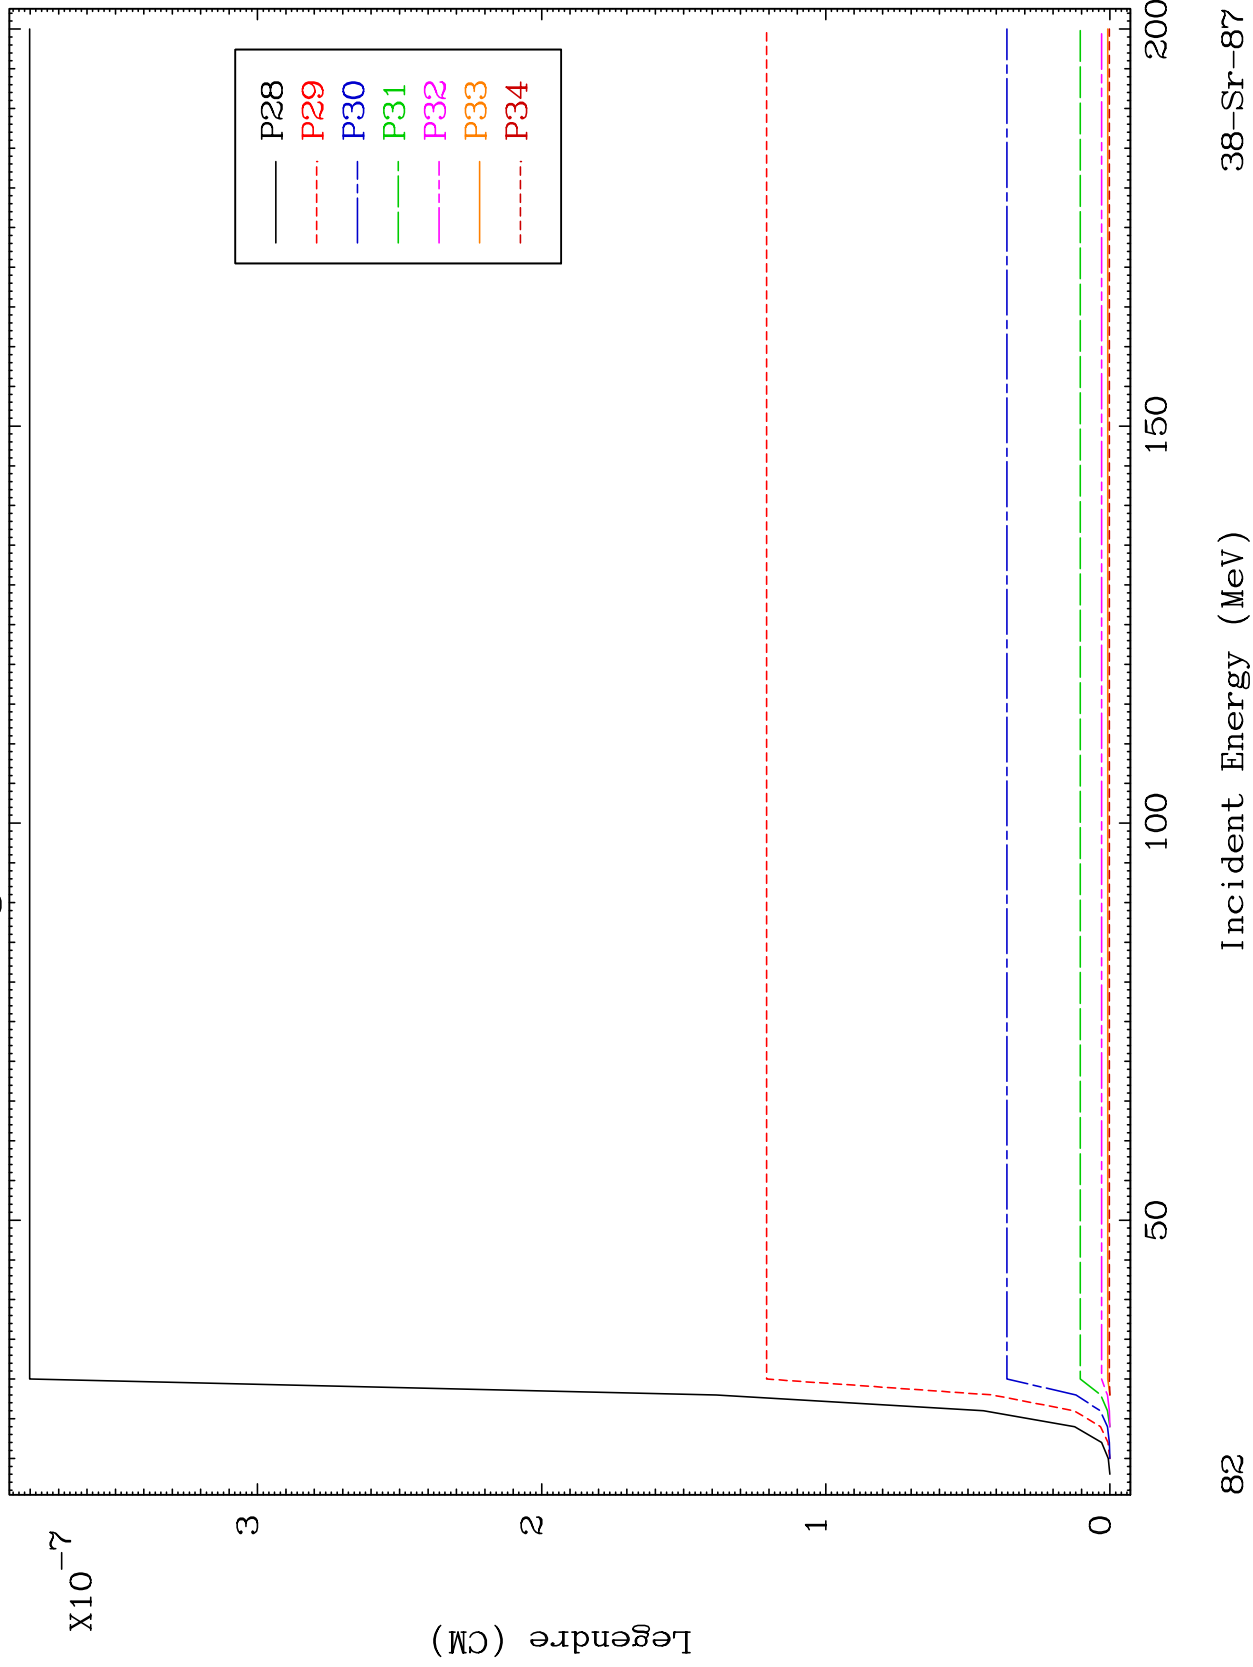 X10
-7
3
2
1
0
Legendre (CM)
P28
P29
P30
P31
P32
P33
P34
50
100
150
200
82
Incident Energy (MeV)
38-Sr-87